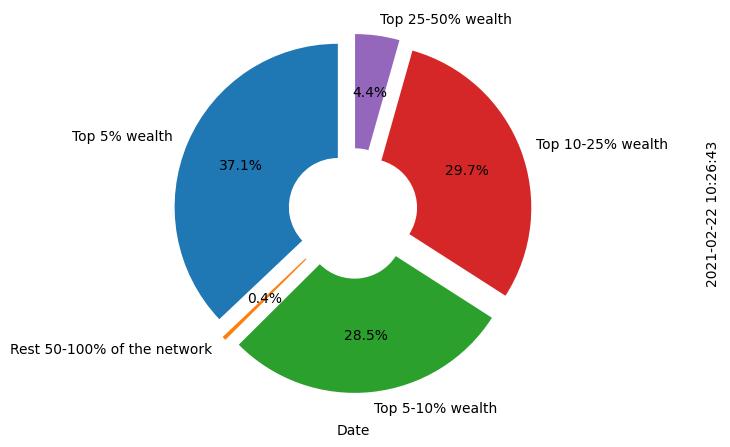 Top 25-50% wealth
4.4%
Top 5% wealth
37.1%
Top 10-25% wealth
29.7%
2021-02-22 10:26:43
0.4%
Rest 50-100% of the network
28.5%
Top 5-10% wealth
Date